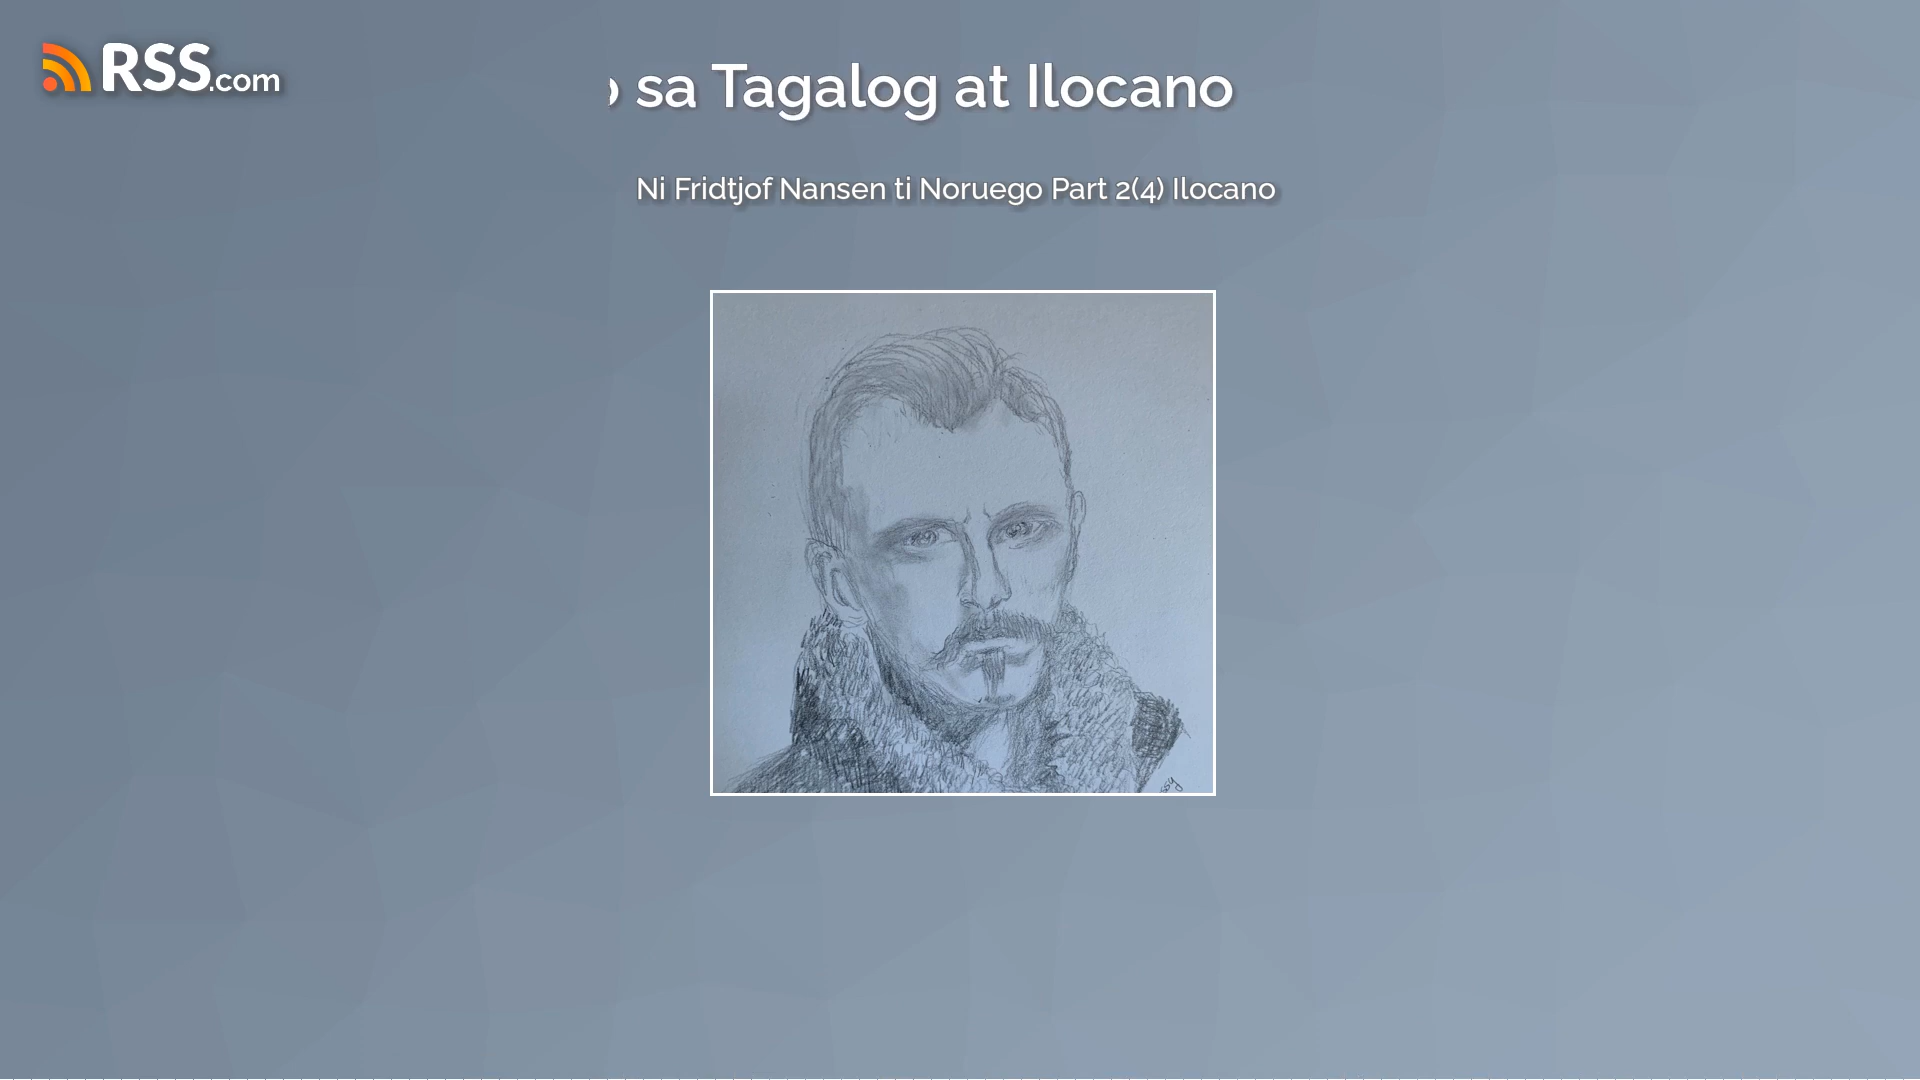 RSS.com
sa Tagalog at Ilocano
Ni Fridtjof Nansen ti Noruego Part 2(4) Ilocano